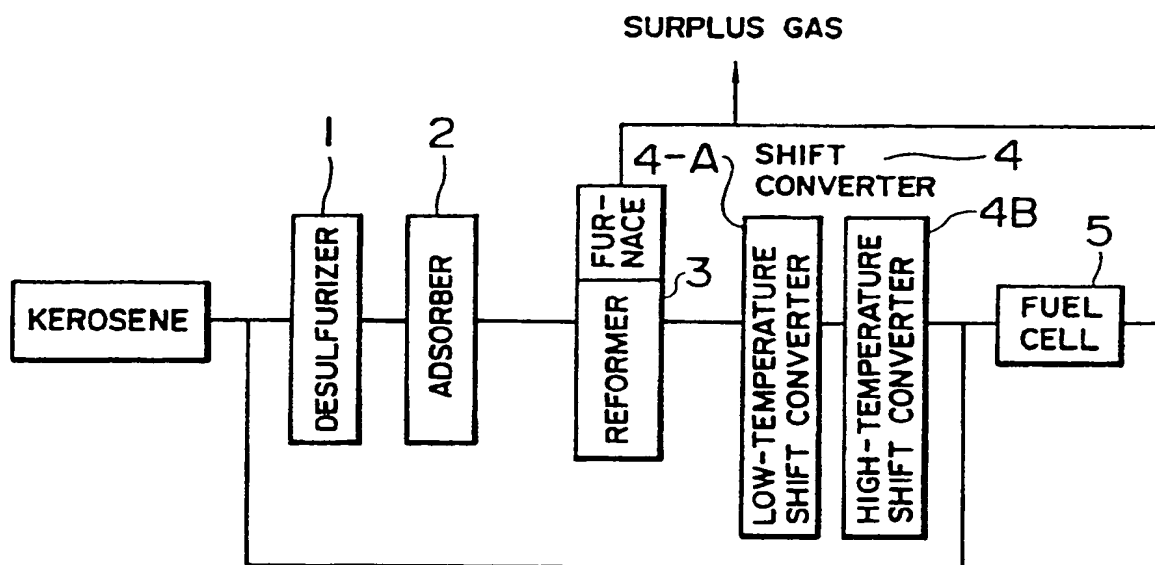 SURPLUS GAS
1
2
4-A
SHIFT
CONVERTER
4
4B
5
3
KEROSENE
DESULFURIZER
ADSORBER
FUR-
NACE
REFORMER
LOW-TEMPERATURE
SHIFT CONVERTER
HIGH-TEMPERATURE
SHIFT CONVERTER
FUEL
CELL